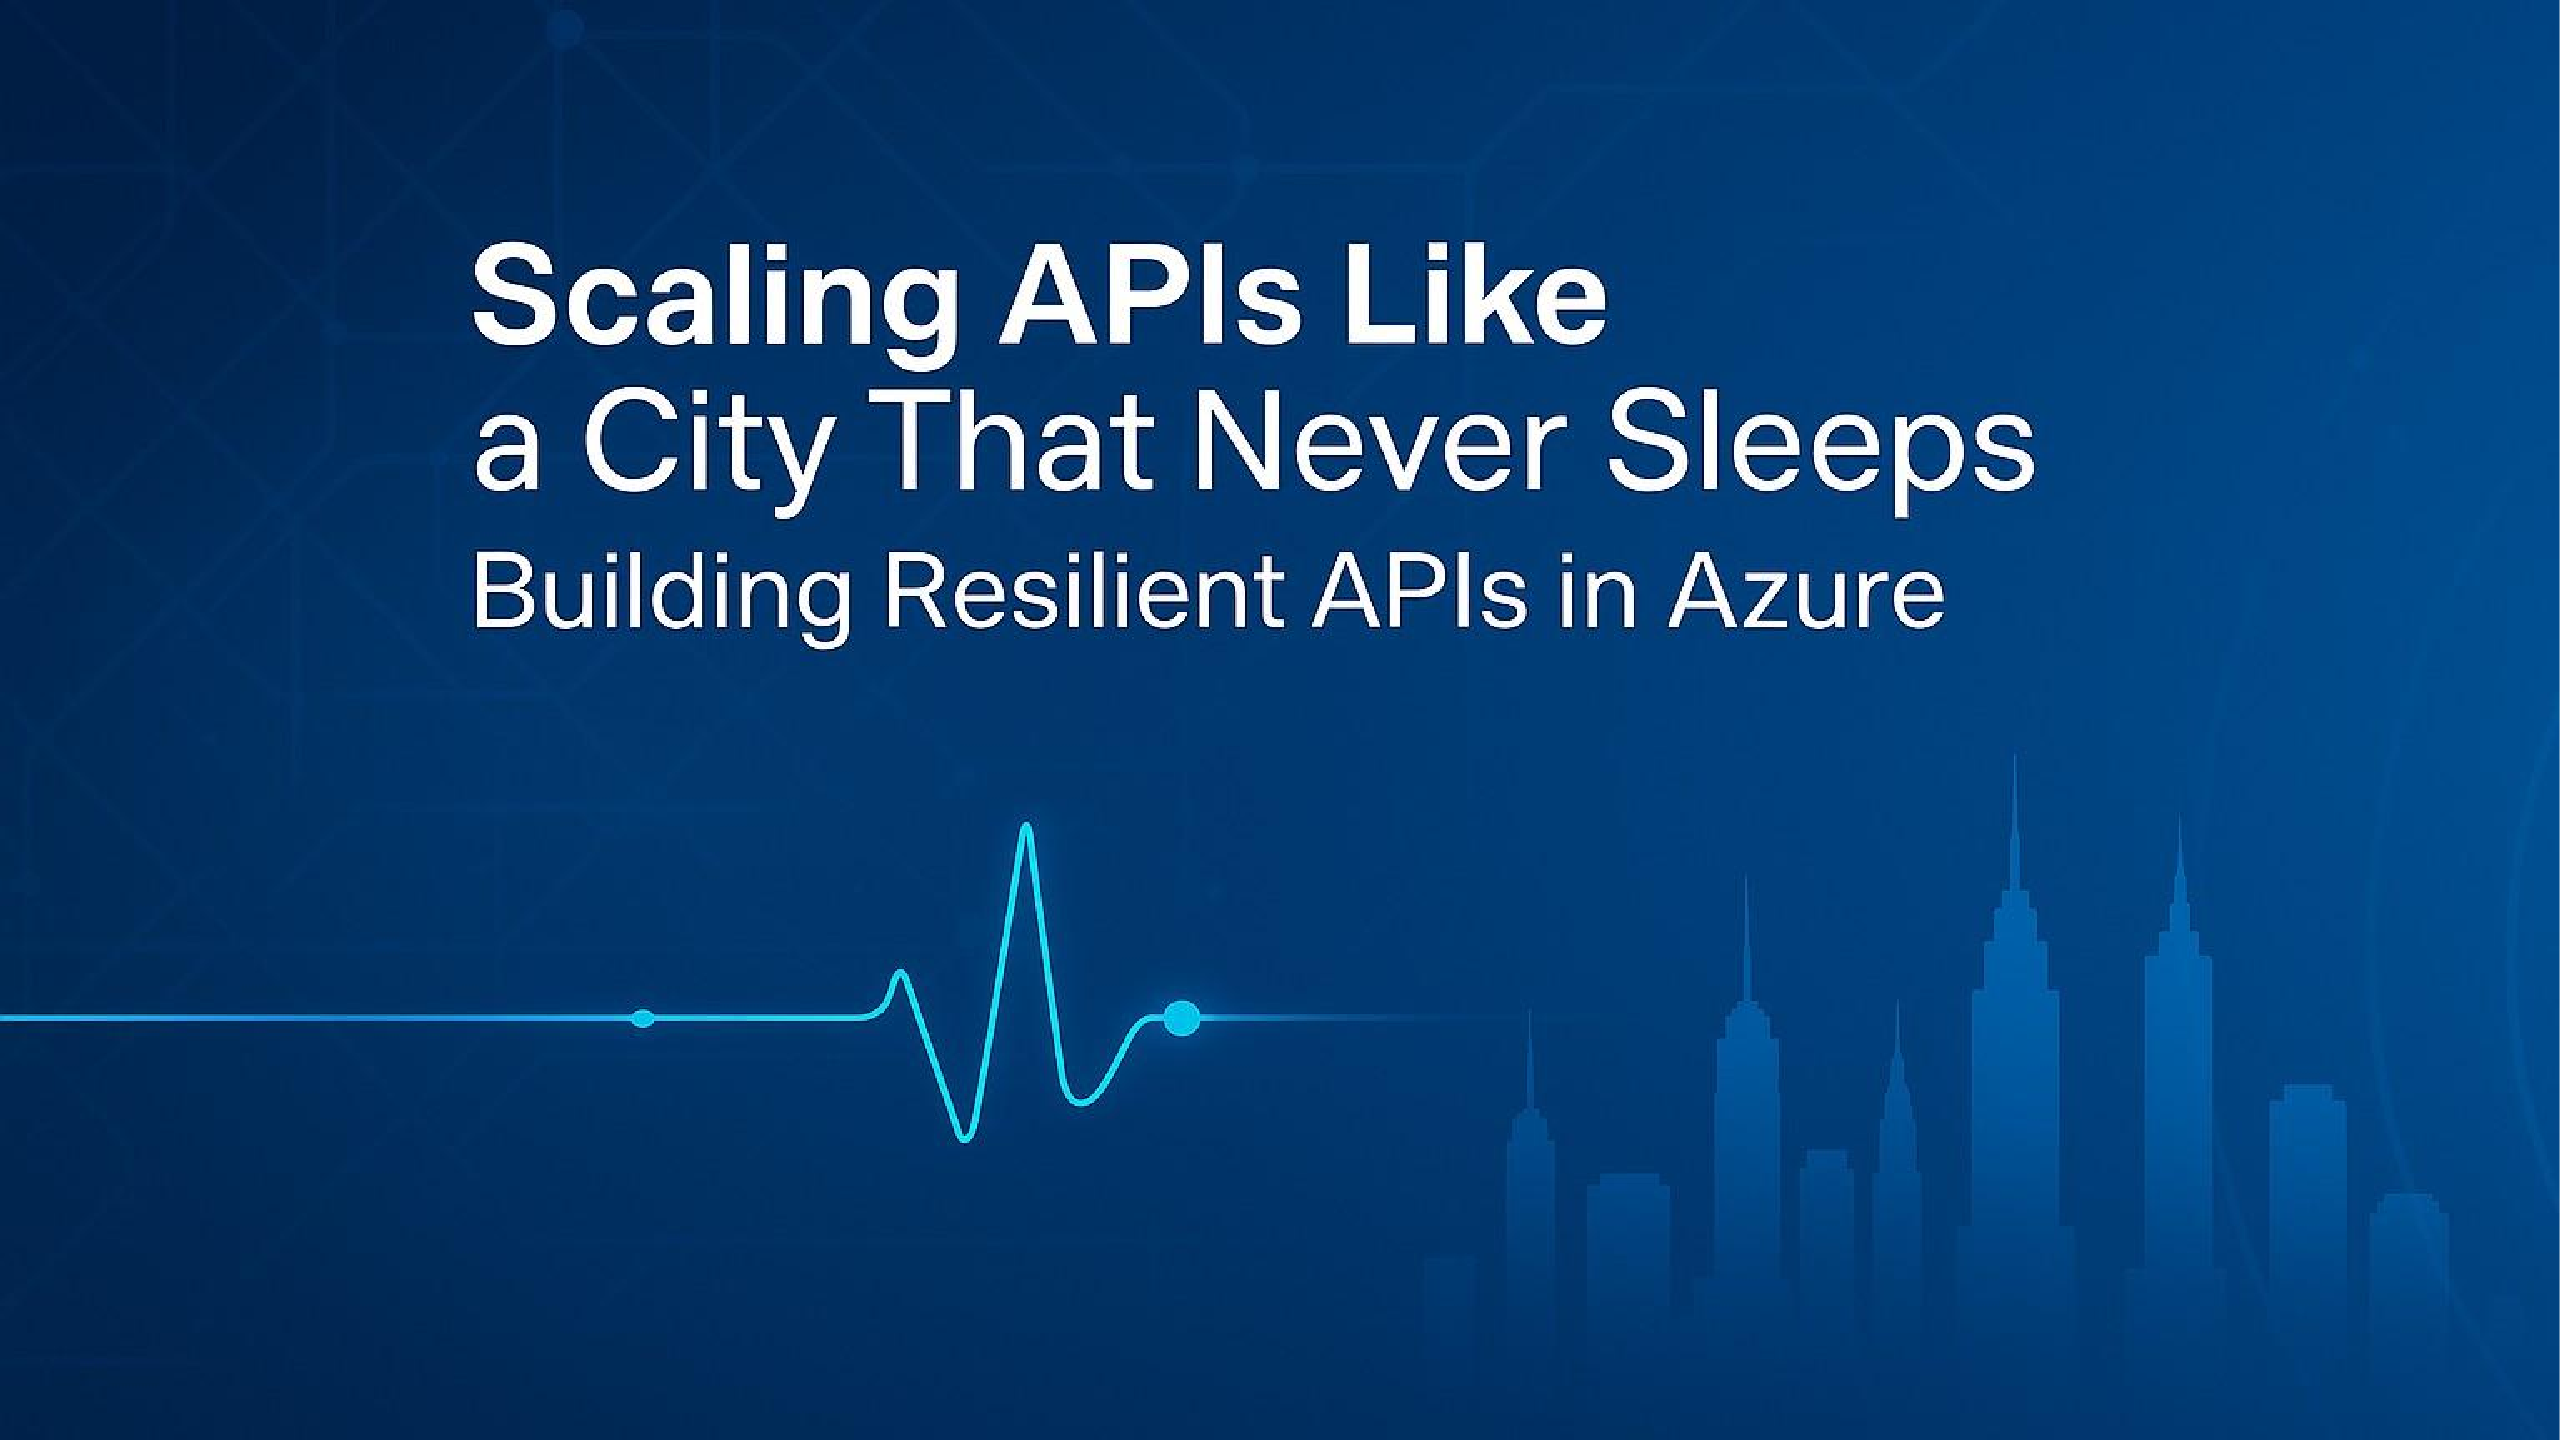 Scaling APIs Like
a City That Never Sleeps
Building Resilient APIs in Azure